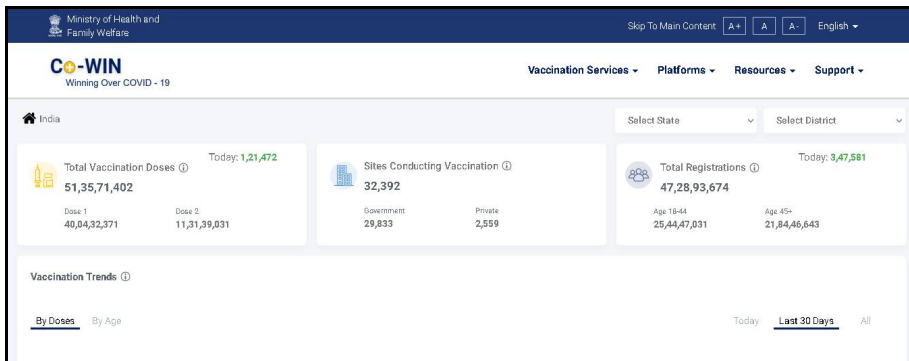 Ministry of Health and
Family Welfare
Skip To Main Content A+ A A- English
Co-WIN
Winning Over COVID - 19
Vaccination Services Platforms Resources Support
India
Select State Select District
Total Vaccination Doses Today: 1,21,472
51,35,71,402
Dose 1 Dose 2
40,04,32,371 11,31,39,031
Sites Conducting Vaccination
32,392
Government Private
29,833 2,559
Total Registrations Today: 3,47,581
47,28,93,674
Age 18-44 Age 45+
25,44,47,031 21,84,46,643
Vaccination Trends
By Doses By Age Today Last 30 Days All